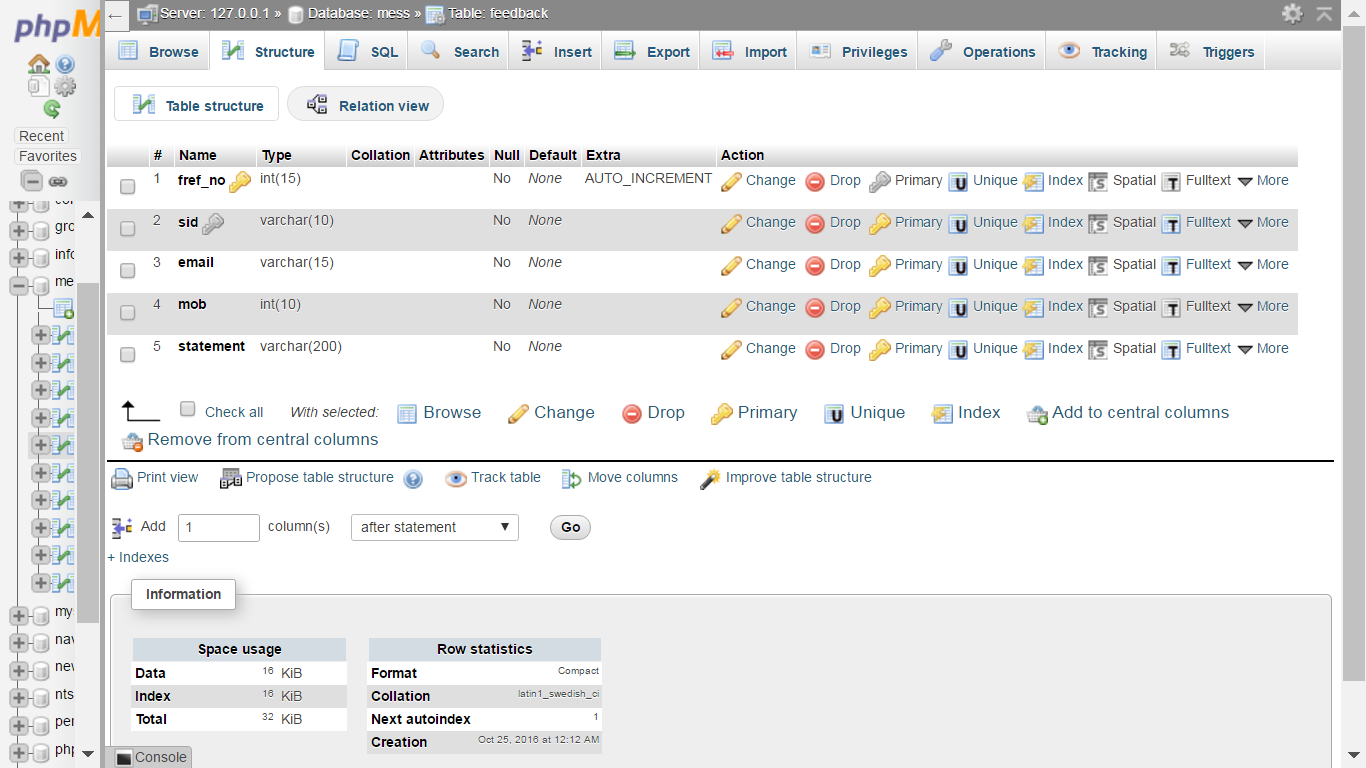 phpM
← Server: 127.0.0.1 » Database: mess » Table: feedback
Browse Structure SQL Search Insert Export Import Privileges Operations Tracking Triggers
Table structure Relation view
Recent
Favorites
# Name Type Collation Attributes Null Default Extra Action
1 fref_no int(15) No None AUTO_INCREMENT Change Drop Primary Unique Index Spatial Fulltext More
2 sid varchar(10) No None Change Drop Primary Unique Index Spatial Fulltext More
3 email varchar(15) No None Change Drop Primary Unique Index Spatial Fulltext More
4 mob int(10) No None Change Drop Primary Unique Index Spatial Fulltext More
5 statement varchar(200) No None Change Drop Primary Unique Index Spatial Fulltext More
gro
info
me
Check all With selected: Browse Change Drop Primary Unique Index Add to central columns
Remove from central columns
Print view Propose table structure Track table Move columns Improve table structure
Add 1 column(s) after statement Go
+ Indexes
Information
my
nav
new
nts
per
php
Space usage
Data 16 KiB
Index 16 KiB
Total 32 KiB
Row statistics
Format Compact
Collation latin1_swedish_ci
Next autoindex 1
Creation Oct 25, 2016 at 12:12 AM
Console